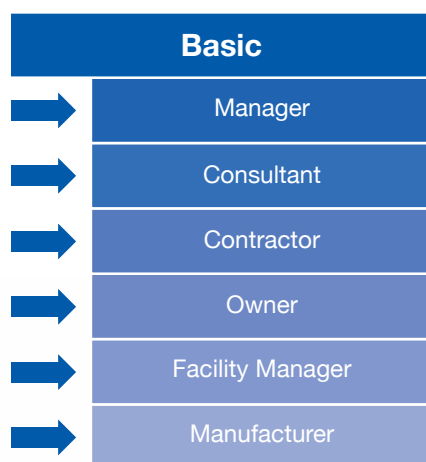 Basic
Manager
Consultant
Contractor
Owner
Facility Manager
Manufacturer